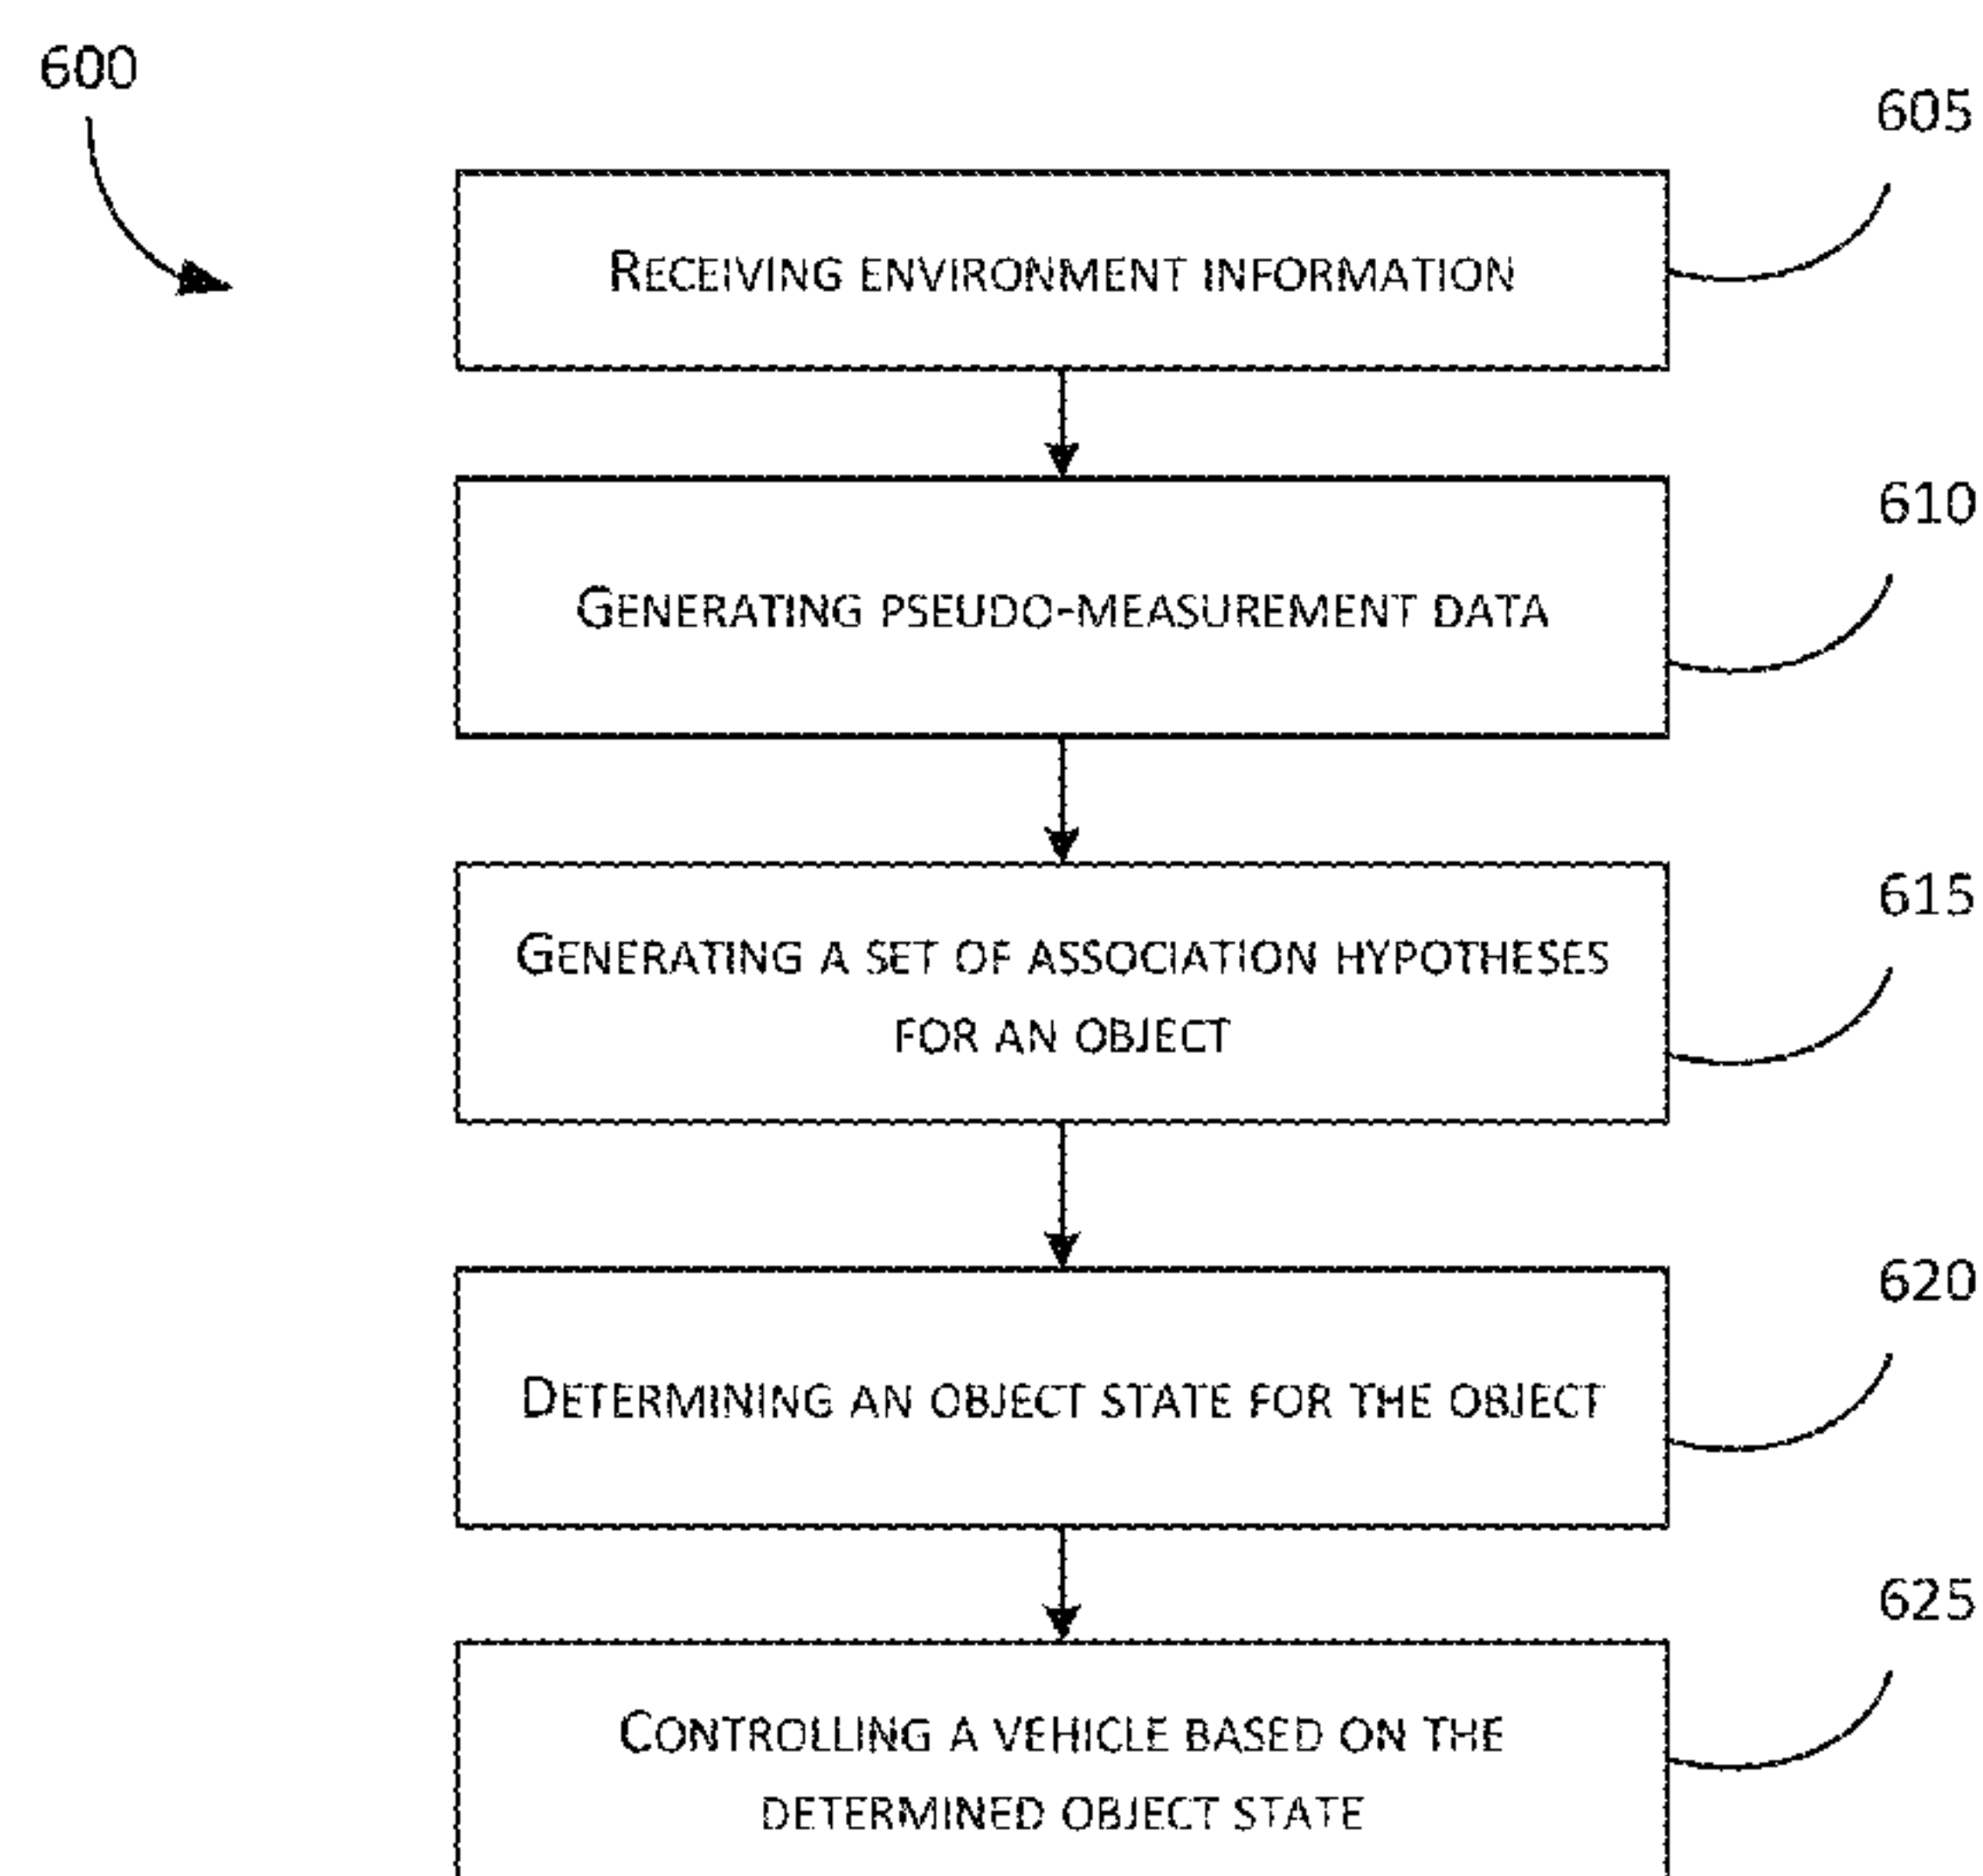 600
605
RECEIVING ENVIRONMENT INFORMATION
610
GENERATING PSEUDO-MEASUREMENT DATA
615
GENERATING A SET OF ASSOCIATION HYPOTHESES
FOR AN OBJECT
620
DETERMINING AN OBJECT STATE FOR THE OBJECT
625
CONTROLLING A VEHICLE BASED ON THE
DETERMINED OBJECT STATE